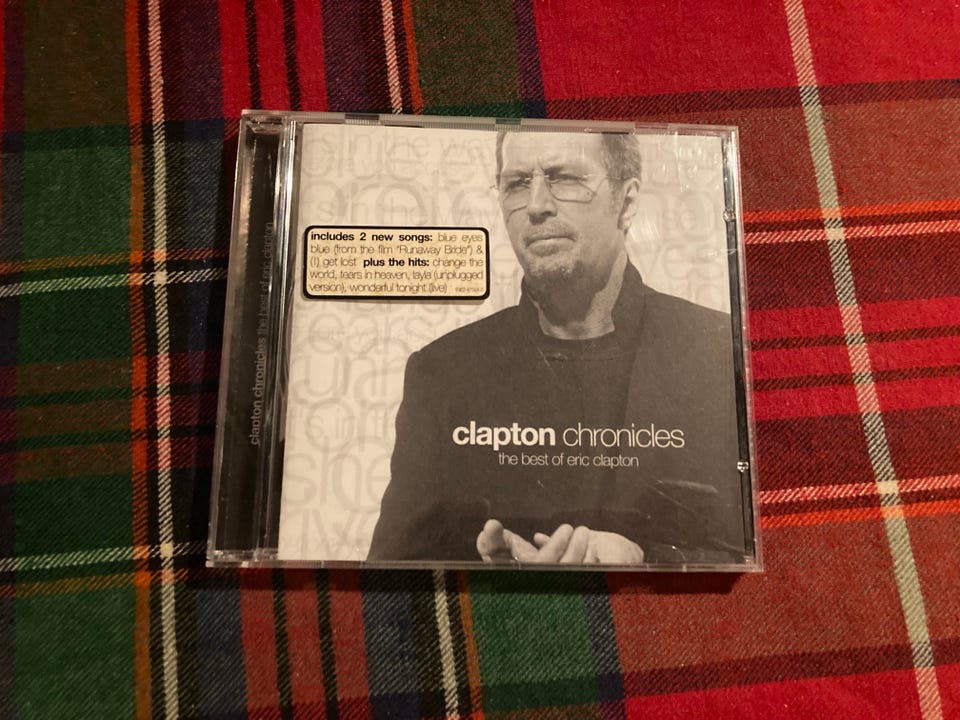 includes 2 new songs: blue eyes
blue (from the film "Runaway Bride") &
(I) get lost plus the hits: change the
world, tears in heaven, layla (unplugged
version), wonderful tonight (live)
clapton chronicles
the best of eric clapton
clapton chronicles the best of eric clapton